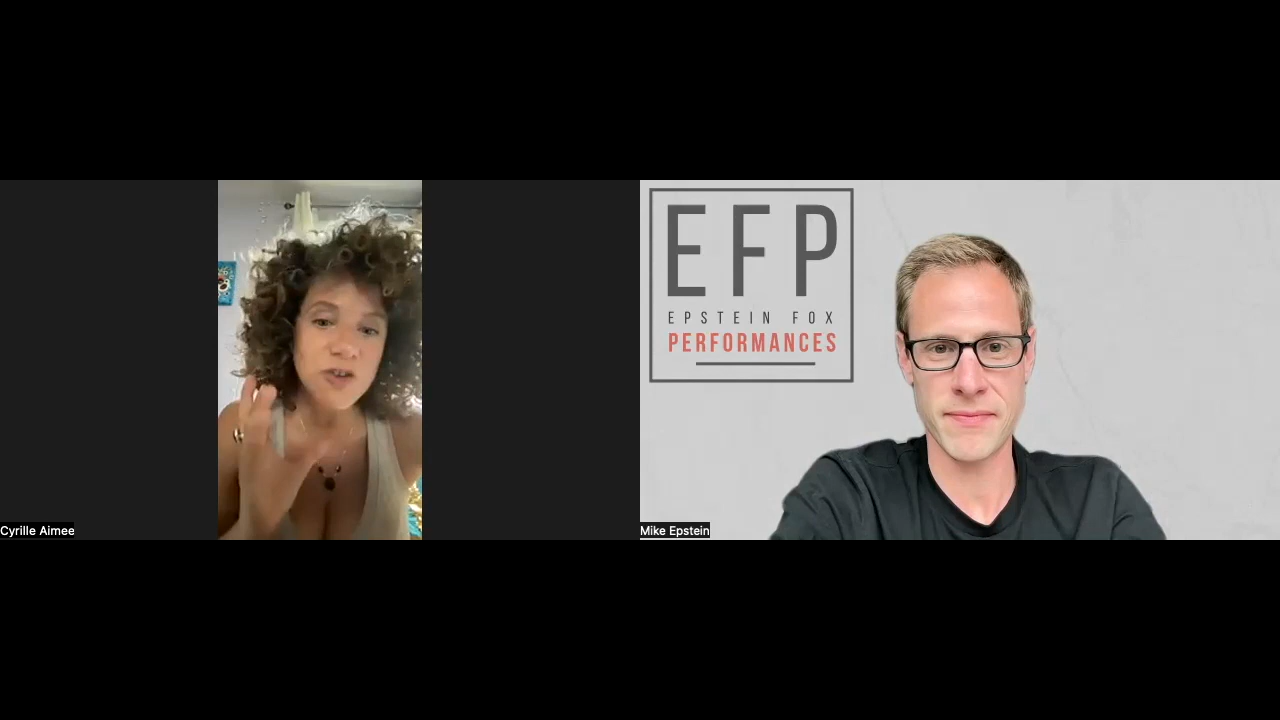 EFP
EPSTEIN FOX
PERFORMANCES
Cyrille Aimee
Mike Epstein